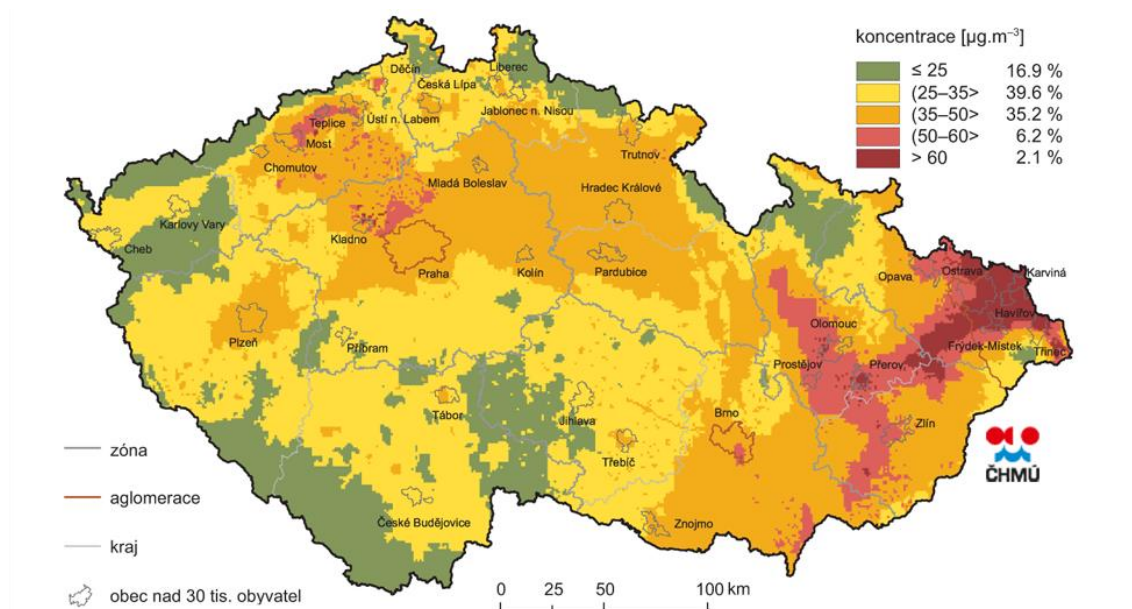 koncentrace [µg.m⁻³]
≤ 25 16.9 %
(25–35> 39.6 %
(35–50> 35.2 %
(50–60> 6.2 %
> 60 2.1 %
Děčín
Liberec
Česká Lípa
Jablonec n. Nisou
Teplice
Ústí n. Labem
Most
Chomutov
Trutnov
Mladá Boleslav
Hradec Králové
Karlovy Vary
Cheb
Kladno
Praha
Kolín
Pardubice
Opava
Ostrava
Karviná
Havířov
Olomouc
Plzeň
Příbram
Frýdek-Místek
Třinec
Prostějov
Přerov
Tábor
Jihlava
Brno
Zlín
Třebíč
České Budějovice
Znojmo
ČHMÚ
zóna
aglomerace
kraj
obec nad 30 tis. obyvatel
0 25 50 100 km